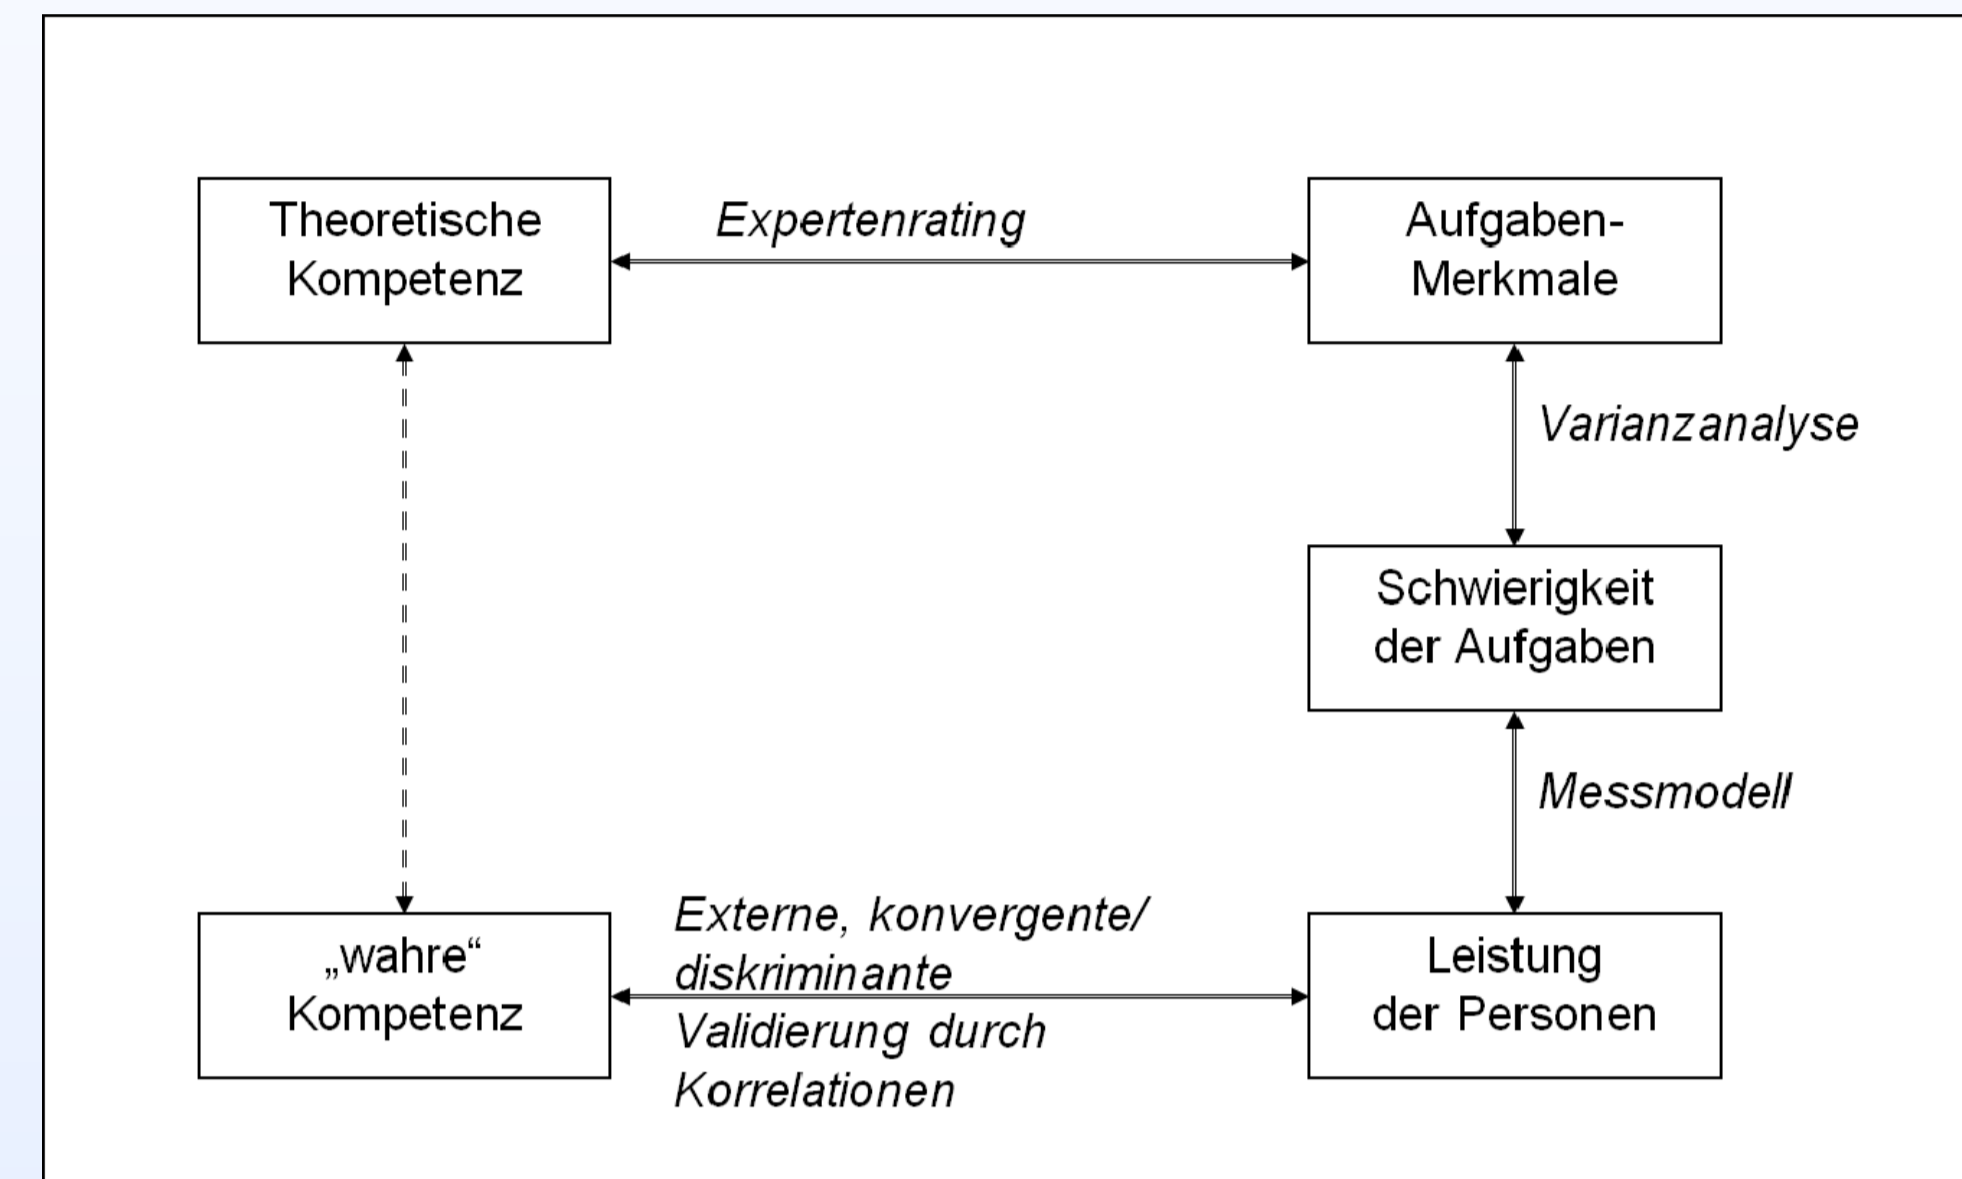 Theoretische
Kompetenz
Expertenrating
Aufgaben-
Merkmale
Varianzanalyse
Schwierigkeit
der Aufgaben
Messmodell
„wahre“
Kompetenz
Externe, konvergente/
diskriminante
Validierung durch
Korrelationen
Leistung
der Personen